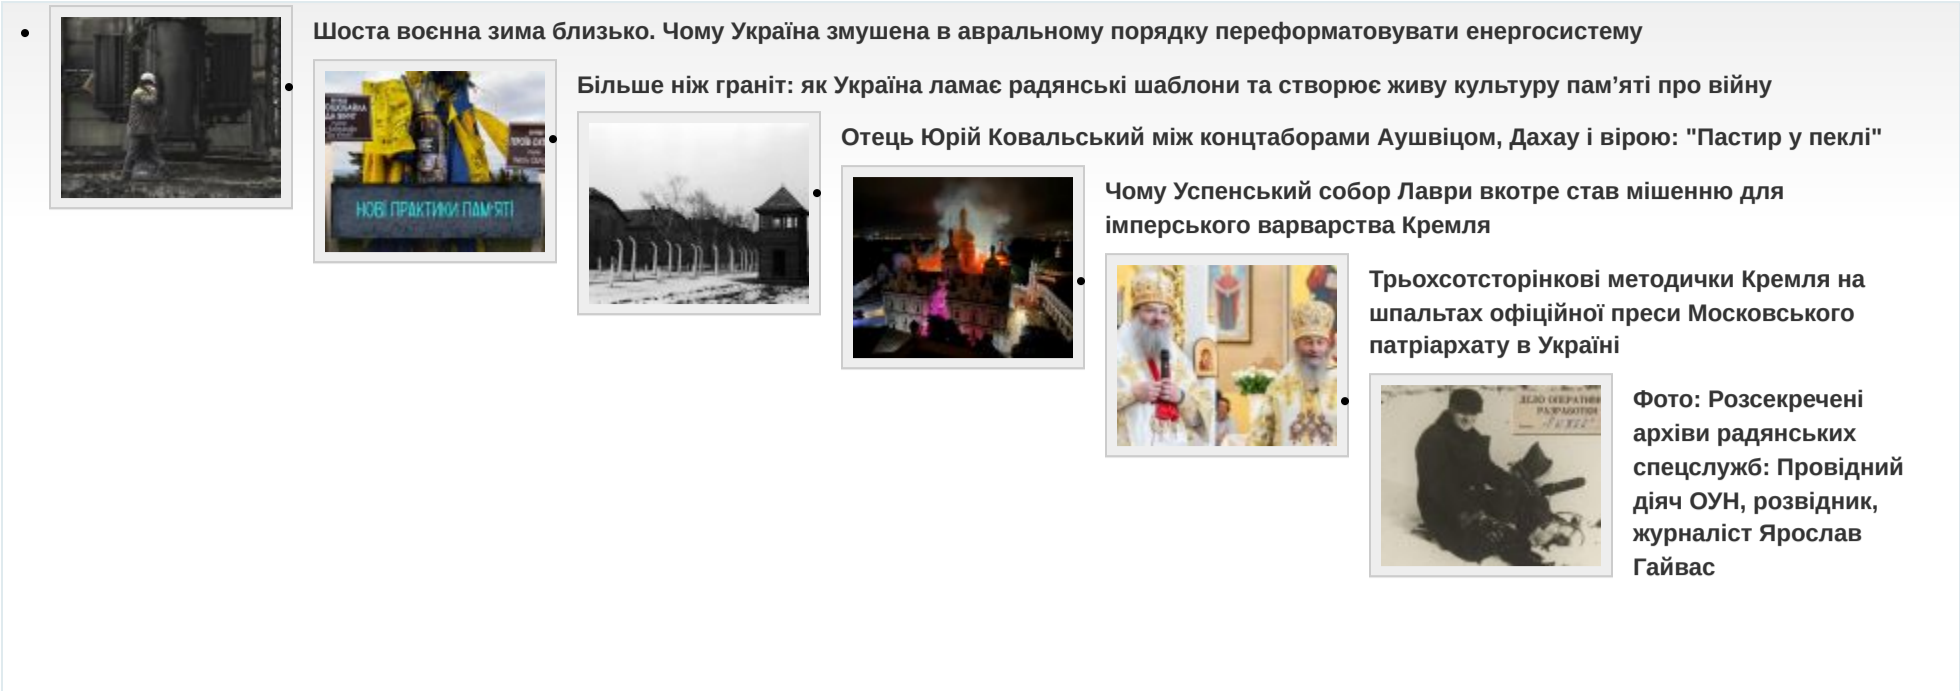 Шоста воєнна зима близько. Чому Україна змушена в авральному порядку переформатовувати енергосистему
Більше ніж граніт: як Україна ламає радянські шаблони та створює живу культуру пам’яті про війну
НОВІ ПРАКТИКИ ПАМ'ЯТІ
Отець Юрій Ковальський між концтаборами Аушвіцом, Дахау і вірою: "Пастир у пеклі"
Чому Успенський собор Лаври вкотре став мішенню для
імперського варварства Кремля
Трьохсотсторінкові методички Кремля на
шпальтах офіційної преси Московського
патріархату в Україні
ДЕЛО ОПЕРАТИВН
РАЗРАБОТКИ
Фото: Розсекречені
архіви радянських
спецслужб: Провідний
діяч ОУН, розвідник,
журналіст Ярослав
Гайвас